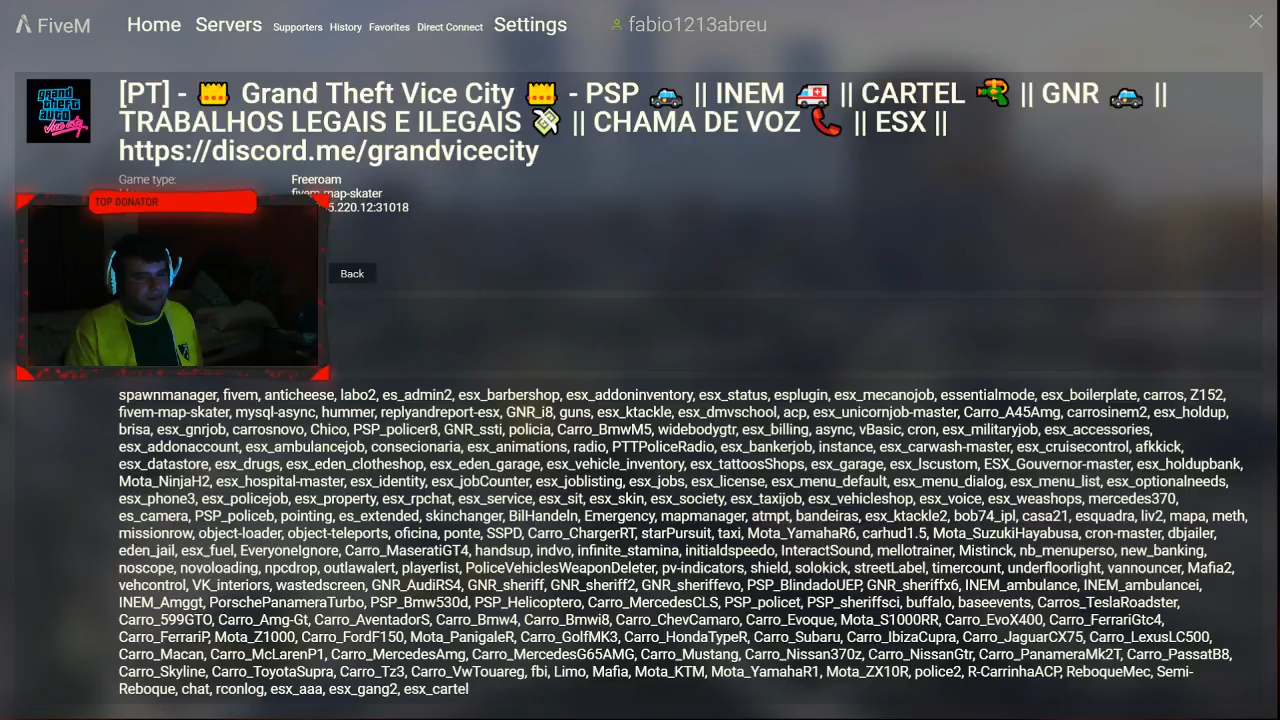 FiveM Home Servers Supporters History Favorites Direct Connect Settings fabio1213abreu
grand theft auto Vice City
[PT] - Grand Theft Vice City - PSP || INEM || CARTEL || GNR ||
TRABALHOS LEGAIS E ILEGAIS || CHAMA DE VOZ || ESX ||
https://discord.me/grandvicecity
Game type: Freeroam
fivem-map-skater
5.220.12:31018
TOP DONATOR
Back
spawnmanager, fivem, anticheese, labo2, es_admin2, esx_barbershop, esx_addoninventory, esx_status, esplugin, esx_mecanojob, essentialmode, esx_boilerplate, carros, Z152,
fivem-map-skater, mysql-async, hummer, replyandreport-esx, GNR_i8, guns, esx_ktackle, esx_dmvschool, acp, esx_unicornjob-master, Carro_A45Amg, carrosinem2, esx_holdup,
brisa, esx_gnrjob, carrosnovo, Chico, PSP_policer8, GNR_ssti, policia, Carro_BmwM5, widebodygtr, esx_billing, async, vBasic, cron, esx_militaryjob, esx_accessories,
esx_addonaccount, esx_ambulancejob, consecionaria, esx_animations, radio, PTTPoliceRadio, esx_bankerjob, instance, esx_carwash-master, esx_cruisecontrol, afkkick,
esx_datastore, esx_drugs, esx_eden_clotheshop, esx_eden_garage, esx_vehicle_inventory, esx_tattoosShops, esx_garage, esx_lscustom, ESX_Gouvernor-master, esx_holdupbank,
Mota_NinjaH2, esx_hospital-master, esx_identity, esx_jobCounter, esx_joblisting, esx_jobs, esx_license, esx_menu_default, esx_menu_dialog, esx_menu_list, esx_optionalneeds,
esx_phone3, esx_policejob, esx_property, esx_rpchat, esx_service, esx_sit, esx_skin, esx_society, esx_taxijob, esx_vehicleshop, esx_voice, esx_weashops, mercedes370,
es_camera, PSP_policeb, pointing, es_extended, skinchanger, BilHandeln, Emergency, mapmanager, atmpt, bandeiras, esx_ktackle2, bob74_ipl, casa21, esquadra, liv2, mapa, meth,
missionrow, object-loader, object-teleports, oficina, ponte, SSPD, Carro_ChargerRT, starPursuit, taxi, Mota_YamahaR6, carhud1.5, Mota_SuzukiHayabusa, cron-master, dbjailer,
eden_jail, esx_fuel, EveryoneIgnore, Carro_MaseratiGT4, handsup, indvo, infinite_stamina, initialdspeedo, InteractSound, mellotrainer, Mistinck, nb_menuperso, new_banking,
noscope, novoloading, npcdrop, outlawalert, playerlist, PoliceVehiclesWeaponDeleter, pv-indicators, shield, solokick, streetLabel, timercount, underfloorlight, vannouncer, Mafia2,
vehcontrol, VK_interiors, wastedscreen, GNR_AudiRS4, GNR_sheriff, GNR_sheriff2, GNR_sheriffevo, PSP_BlindadoUEP, GNR_sheriffx6, INEM_ambulance, INEM_ambulancei,
INEM_Amggt, PorschePanameraTurbo, PSP_Bmw530d, PSP_Helicoptero, Carro_MercedesCLS, PSP_policet, PSP_sheriffsci, buffalo, baseevents, Carros_TeslaRoadster,
Carro_599GTO, Carro_Amg-Gt, Carro_AventadorS, Carro_Bmw4, Carro_Bmwi8, Carro_ChevCamaro, Carro_Evoque, Mota_S1000RR, Carro_EvoX400, Carro_FerrariGtc4,
Carro_FerrariP, Mota_Z1000, Carro_FordF150, Mota_PanigaleR, Carro_GolfMK3, Carro_HondaTypeR, Carro_Subaru, Carro_IbizaCupra, Carro_JaguarCX75, Carro_LexusLC500,
Carro_Macan, Carro_McLarenP1, Carro_MercedesAmg, Carro_MercedesG65AMG, Carro_Mustang, Carro_Nissan370z, Carro_NissanGtr, Carro_PanameraMk2T, Carro_PassatB8,
Carro_Skyline, Carro_ToyotaSupra, Carro_Tz3, Carro_VwTouareg, fbi, Limo, Mafia, Mota_KTM, Mota_YamahaR1, Mota_ZX10R, police2, R-CarrinhaACP, ReboqueMec, Semi-
Reboque, chat, rconlog, esx_aaa, esx_gang2, esx_cartel